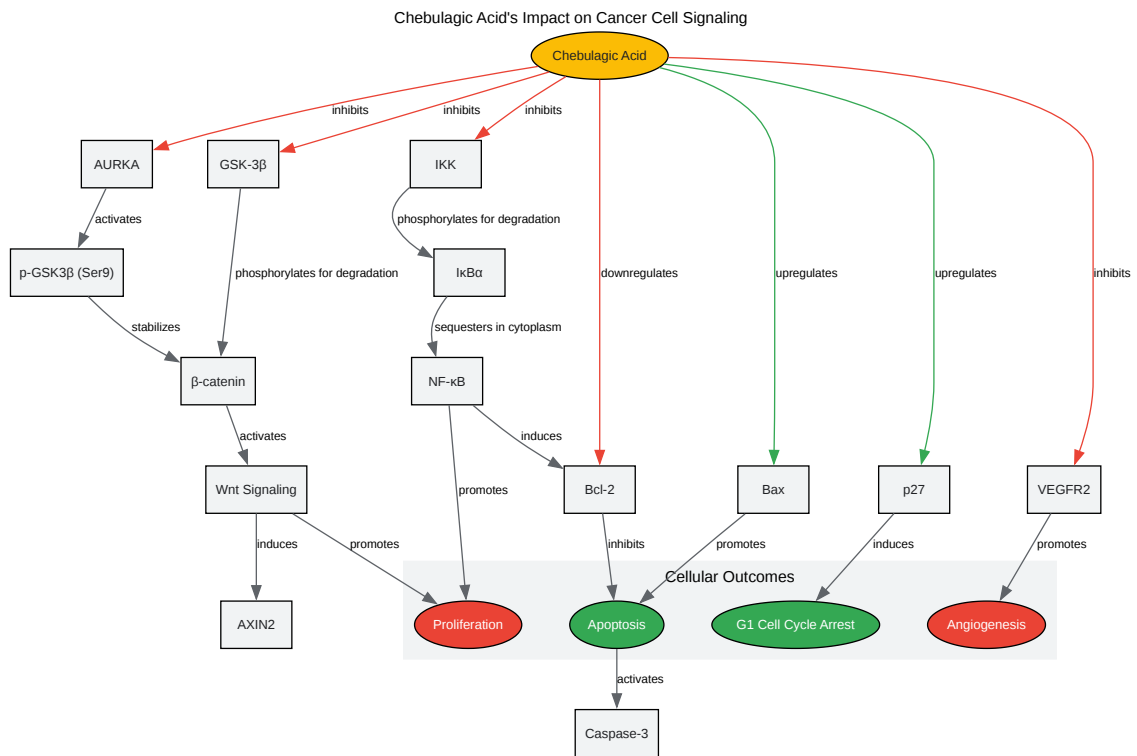 Chebulagic Acid's Impact on Cancer Cell Signaling
Chebulagic Acid
inhibits
inhibits
inhibits
AURKA
GSK-3β
IKK
activates
phosphorylates for degradation
p-GSK3β (Ser9)
phosphorylates for degradation
IκBα
downregulates
upregulates
upregulates
inhibits
stabilizes
sequesters in cytoplasm
β-catenin
NF-κB
activates
induces
Wnt Signaling
promotes
Bcl-2
Bax
p27
VEGFR2
induces
promotes
inhibits
promotes
induces
promotes
Cellular Outcomes
AXIN2
Proliferation
Apoptosis
G1 Cell Cycle Arrest
Angiogenesis
activates
Caspase-3